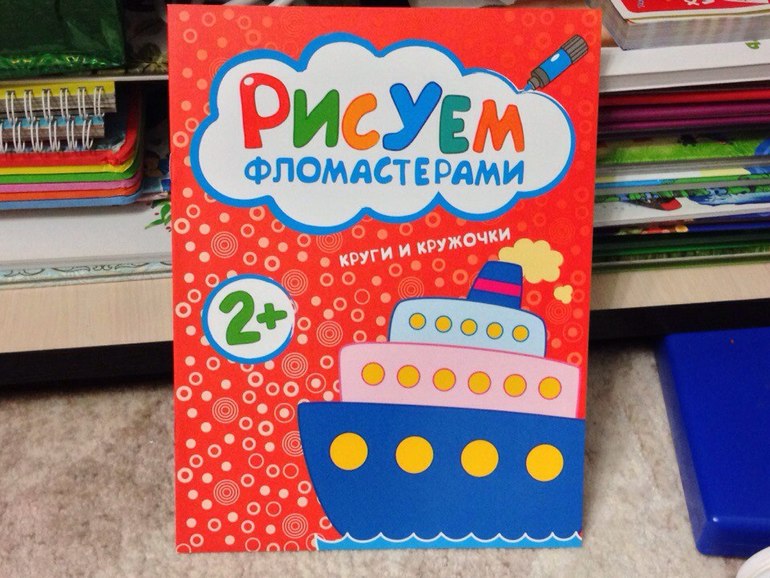 Рисуем
фломастерами
круги и кружочки
2+